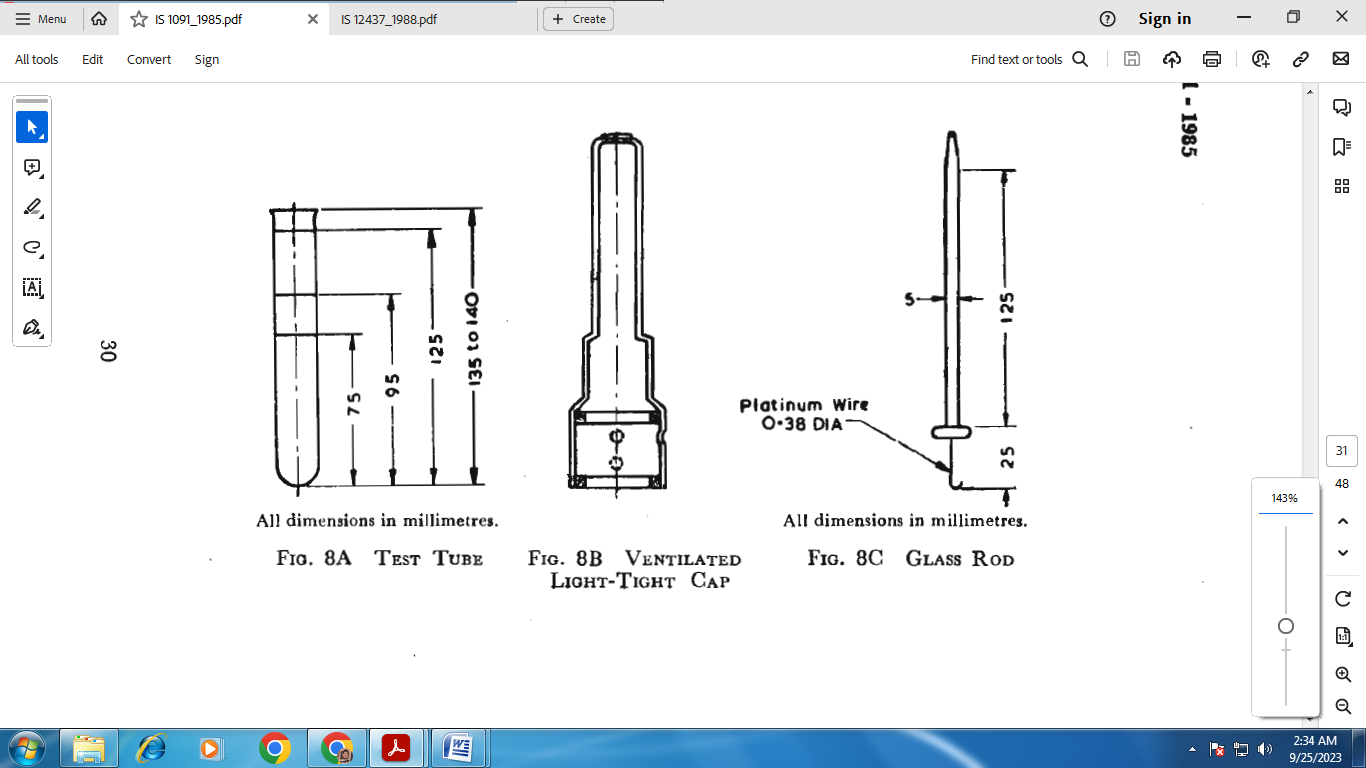 Menu
IS 1091_1985.pdf
IS 12437_1988.pdf
Create
Sign in
All tools
Edit
Convert
Sign
Find text or tools
- 1985
30
75
95
125
135 to 140
All dimensions in millimetres.
FIG. 8A TEST TUBE
FIG. 8B VENTILATED
LIGHT-TIGHT CAP
5
125
25
Platinum Wire
0·38 DIA
All dimensions in millimetres.
FIG. 8C GLASS ROD
31
48
143%
1:1
2:34 AM
9/25/2023